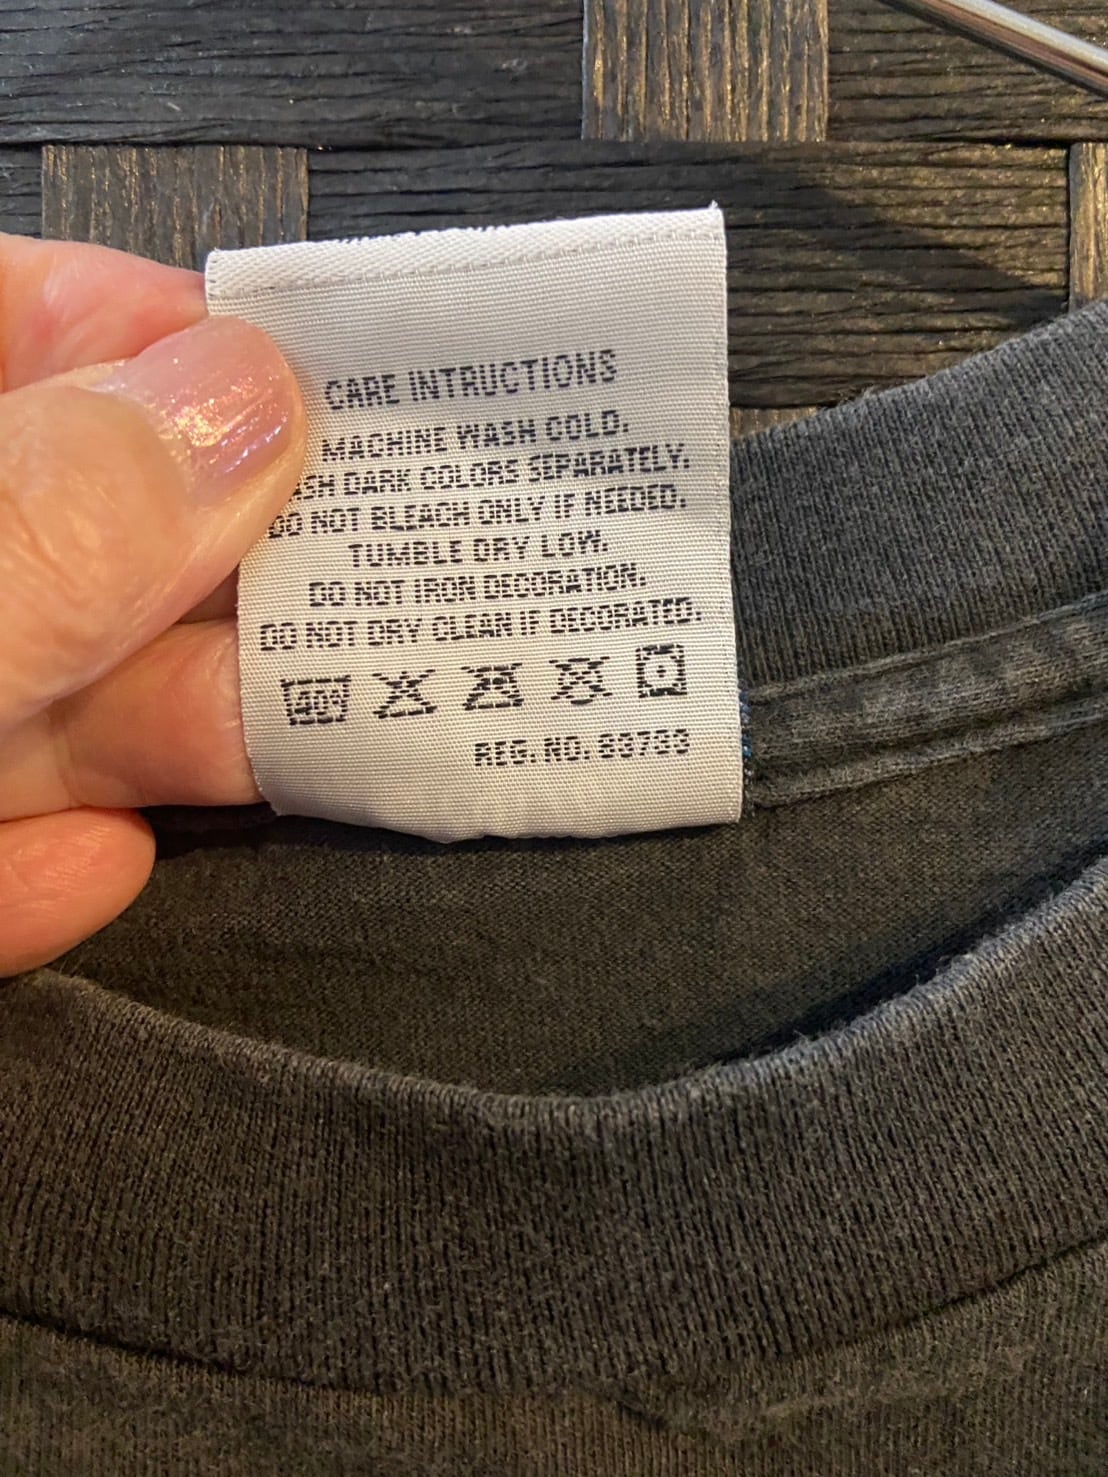 CARE INTRUCTIONS
MACHINE WASH COLD.
ASH DARK COLORS SEPARATELY.
DO NOT BLEACH ONLY IF NEEDED.
TUMBLE DRY LOW.
DO NOT IRON DECORATION.
DO NOT DRY CLEAN IF DECORATED.
40°
REG. NO. 93733